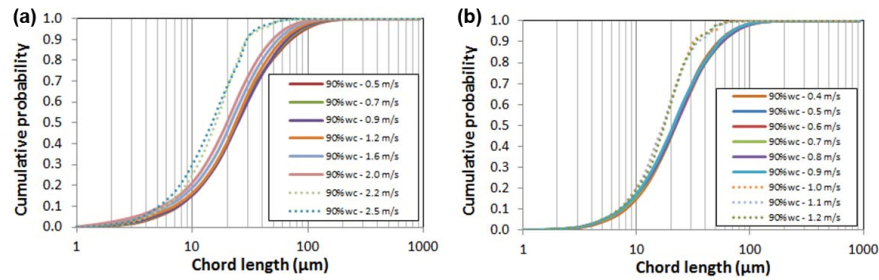 (a)
Cumulative probability
1.0
0.9
0.8
0.7
0.6
0.5
0.4
0.3
0.2
0.1
0.0
90%wc - 0.5 m/s
90%wc - 0.7 m/s
90%wc - 0.9 m/s
90%wc - 1.2 m/s
90%wc - 1.6 m/s
90%wc - 2.0 m/s
90%wc - 2.2 m/s
90%wc - 2.5 m/s
1 10 100 1000
Chord length (µm)
(b)
Cumulative probability
1.0
0.9
0.8
0.7
0.6
0.5
0.4
0.3
0.2
0.1
0.0
90%wc - 0.4 m/s
90%wc - 0.5 m/s
90%wc - 0.6 m/s
90%wc - 0.7 m/s
90%wc - 0.8 m/s
90%wc - 0.9 m/s
90%wc - 1.0 m/s
90%wc - 1.1 m/s
90%wc - 1.2 m/s
1 10 100 1000
Chord length (µm)